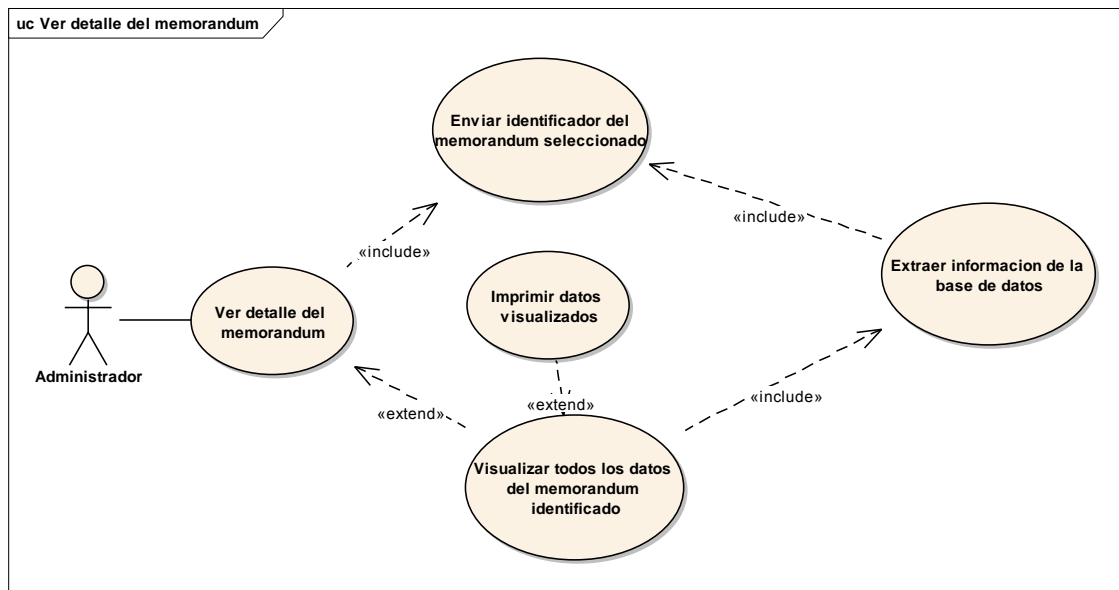 uc Ver detalle del memorandum
Enviar identificador del
memorandum seleccionado
«include»
«include»
Extraer informacion de la
base de datos
Imprimir datos
visualizados
Ver detalle del
memorandum
Administrador
«extend»
«extend»
«include»
Visualizar todos los datos
del memorandum
identificado